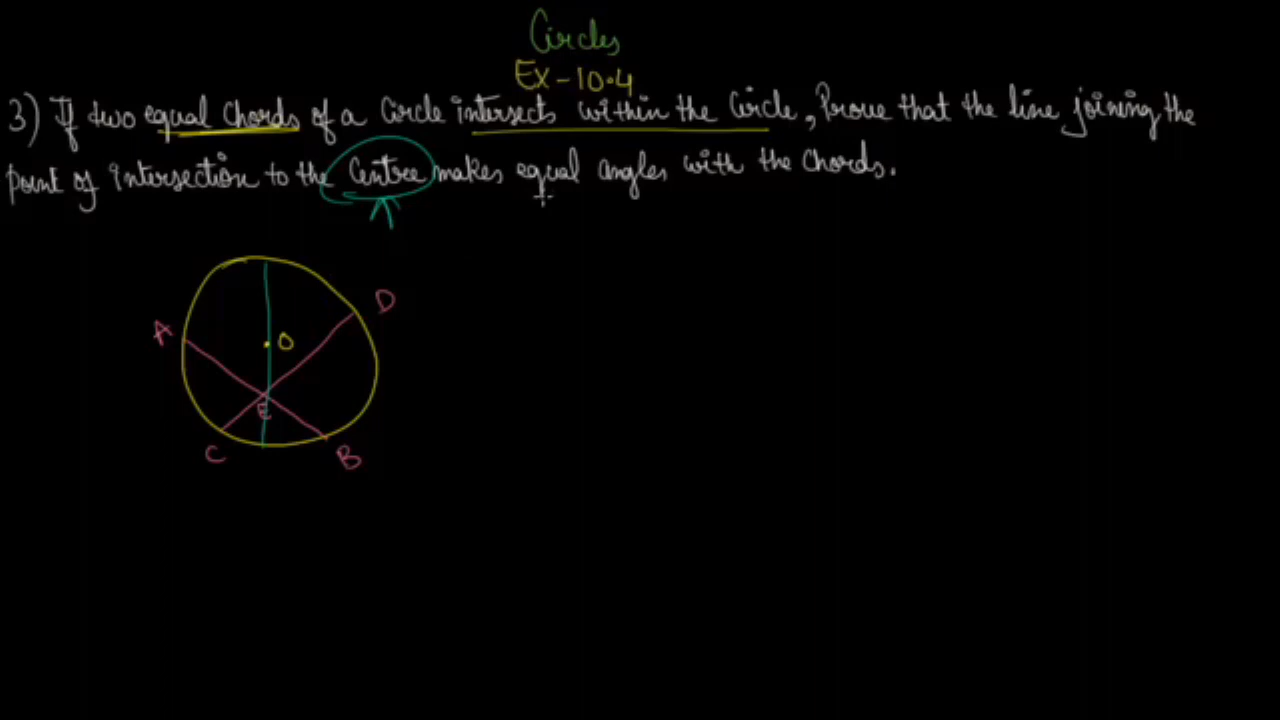 Circles
Ex-10.4
3) If two equal chords of a Circle intersects within the Circle, Prove that the line joining the
point of intersection to the Centre makes equal angles with the chords.
D
A
O
E
C
B